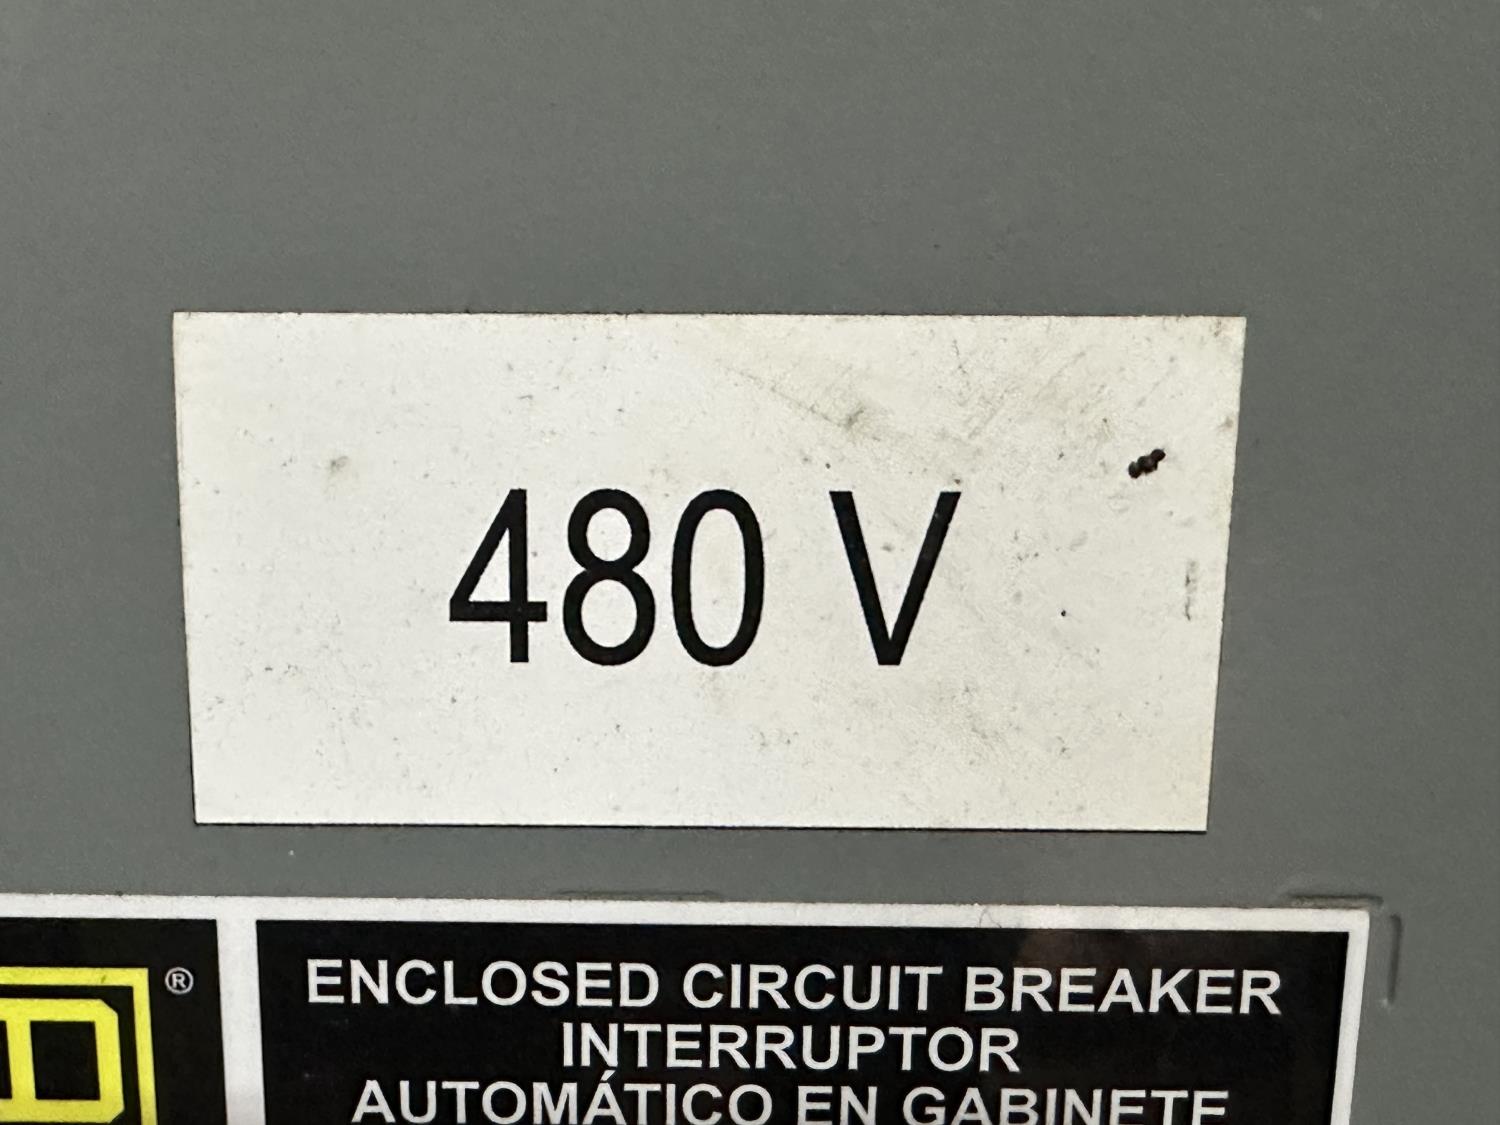 480 V
®
ENCLOSED CIRCUIT BREAKER
INTERRUPTOR
AUTOMÁTICO EN GABINETE